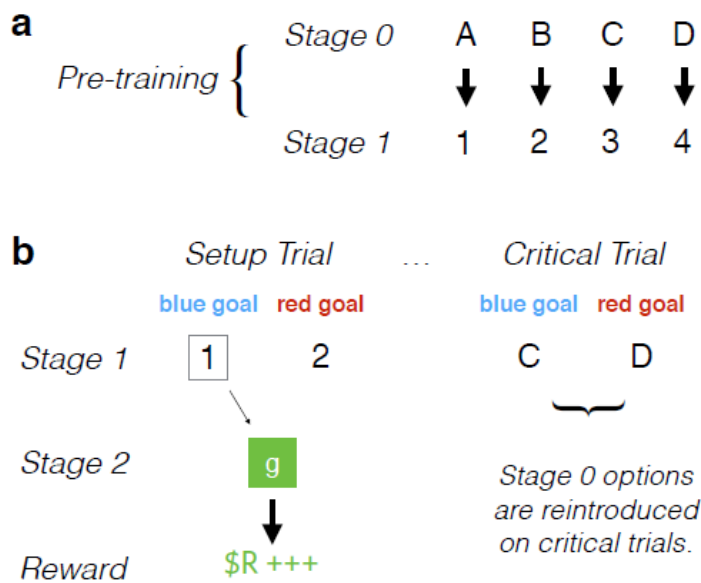 a
Stage 0 A B C D
Pre-training {
Stage 1 1 2 3 4
b
Setup Trial ... Critical Trial
blue goal red goal blue goal red goal
Stage 1 1 2 C D
Stage 2 g
Stage 0 options
are reintroduced
on critical trials.
Reward $R +++